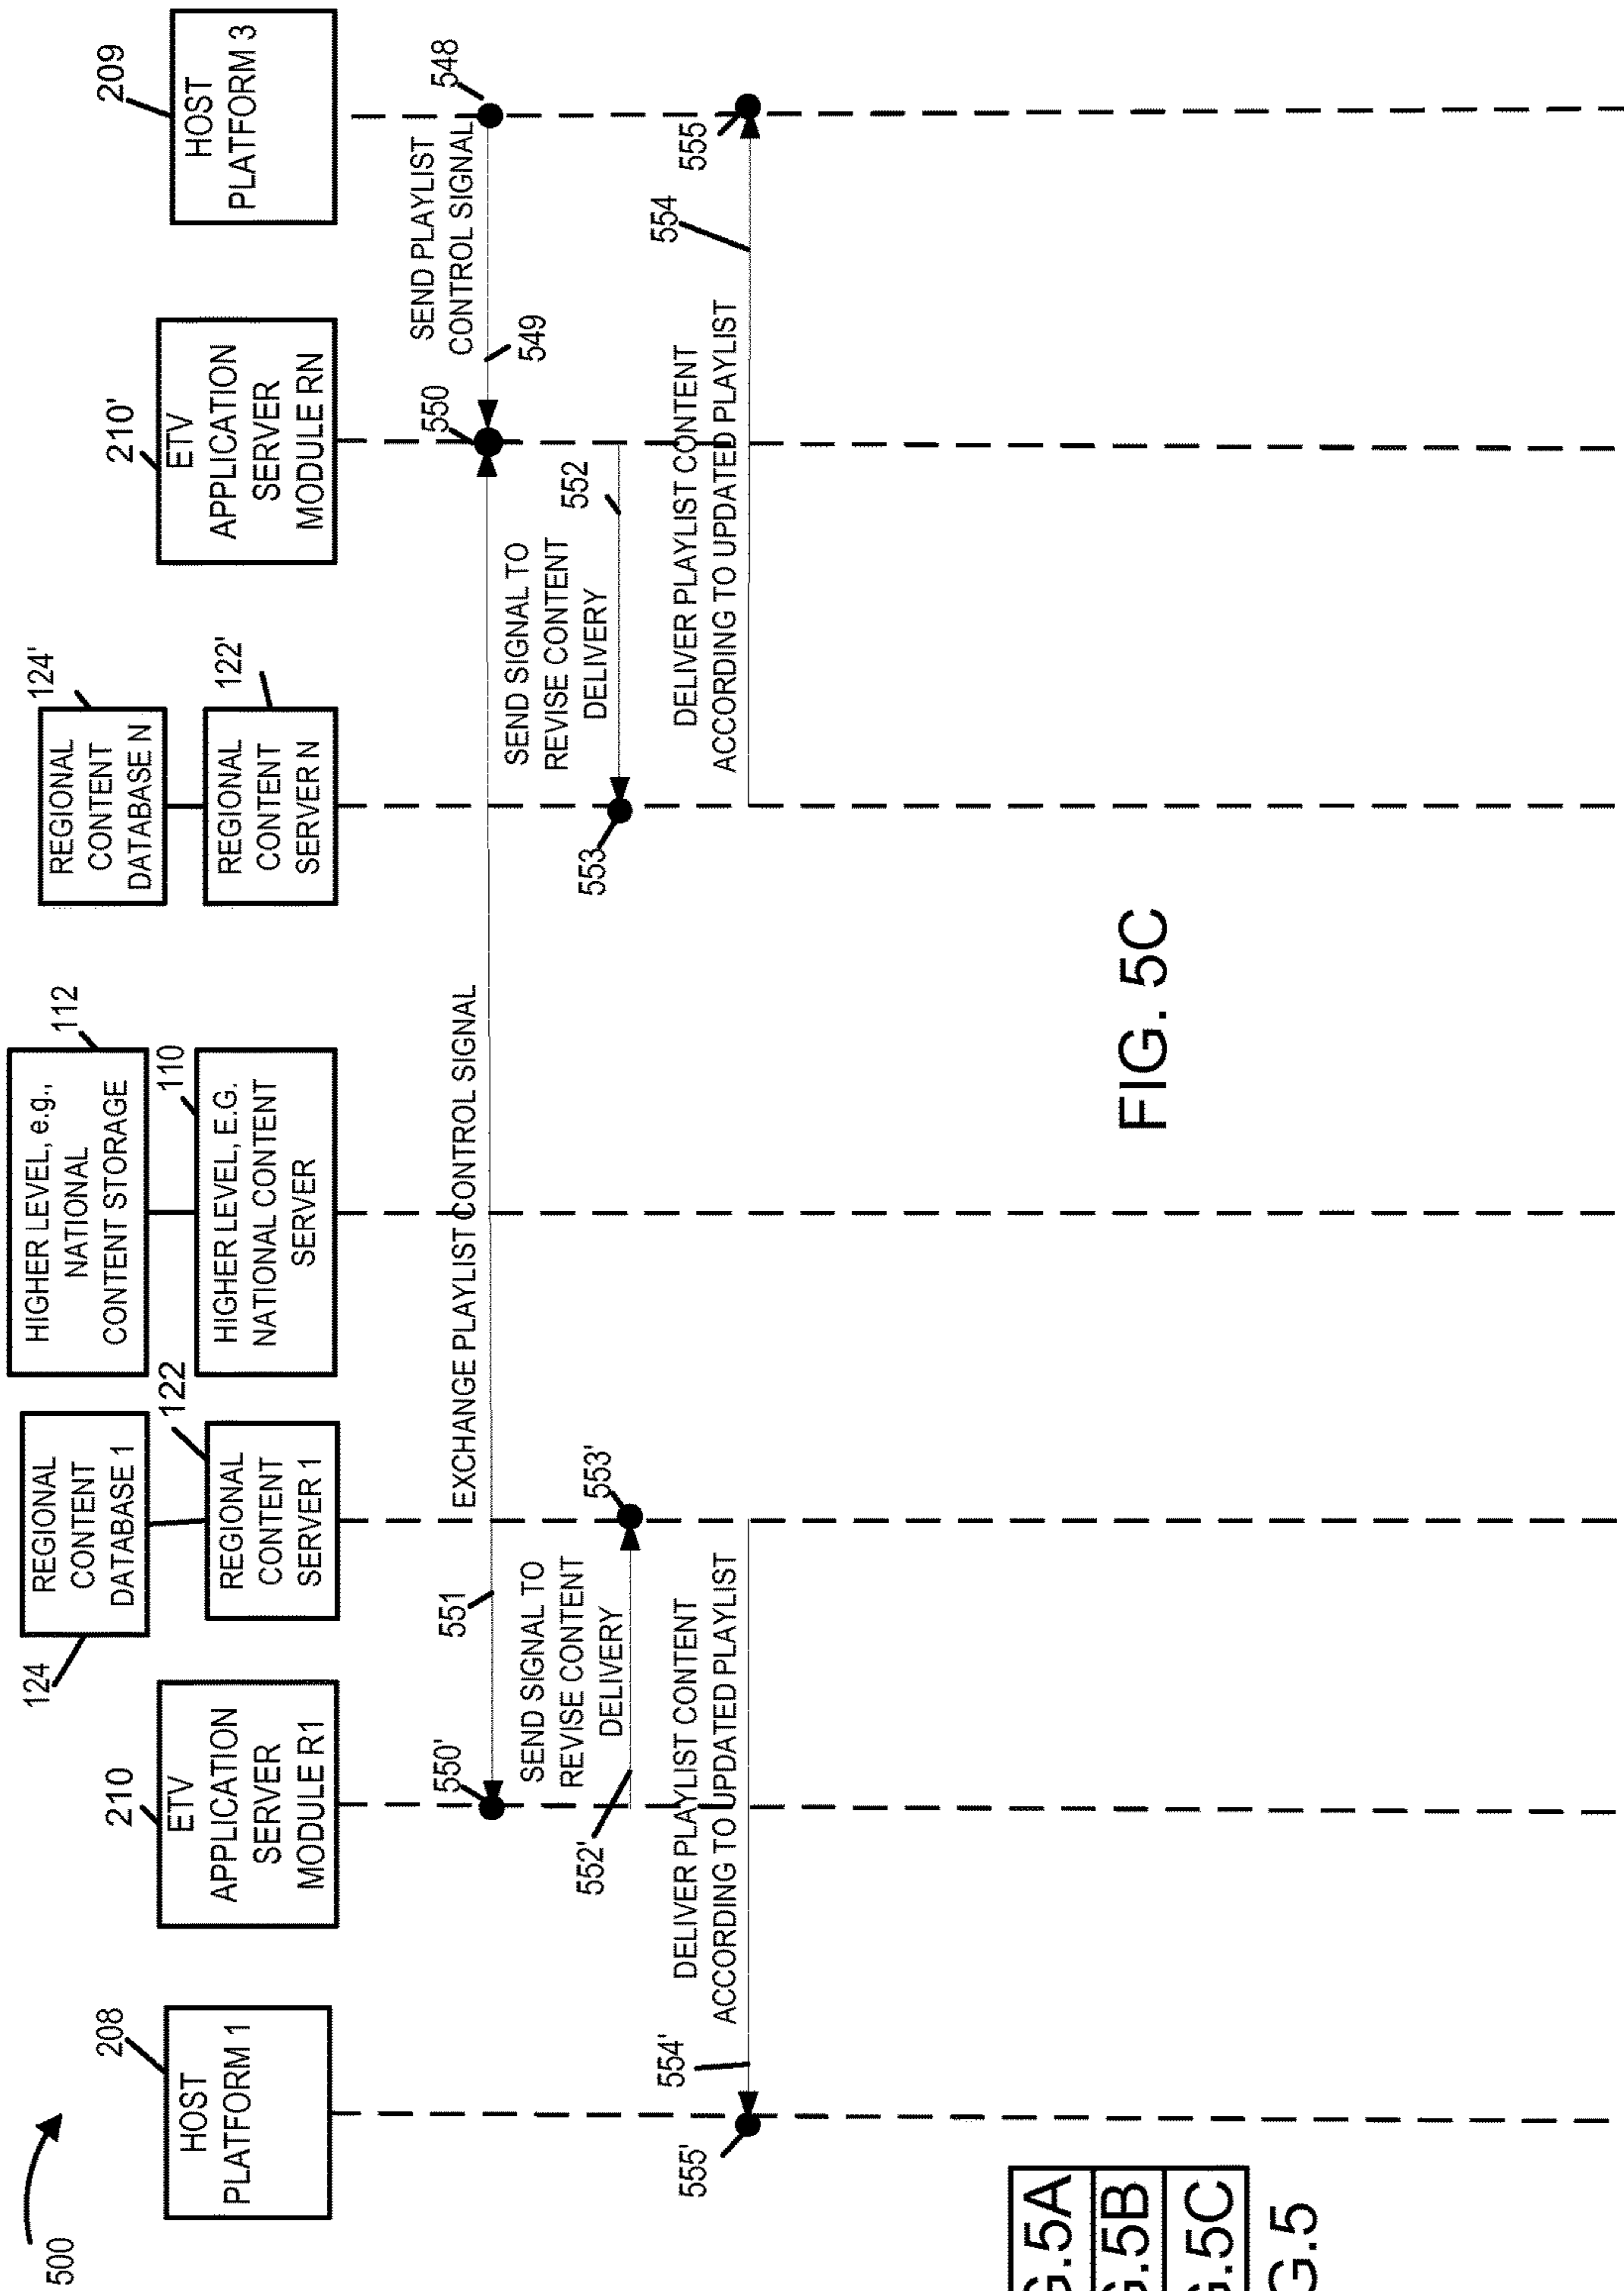 500
208
HOST
PLATFORM 1
210
ETV
APPLICATION
SERVER
MODULE R1
124
REGIONAL
CONTENT
DATABASE 1
122
REGIONAL
CONTENT
SERVER 1
HIGHER LEVEL, e.g.,
NATIONAL
CONTENT STORAGE
112
110
HIGHER LEVEL, E.G.
NATIONAL CONTENT
SERVER
124'
REGIONAL
CONTENT
DATABASE N
122'
REGIONAL
CONTENT
SERVER N
210'
ETV
APPLICATION
SERVER
MODULE RN
209
HOST
PLATFORM 3
548
SEND PLAYLIST
CONTROL SIGNAL
549
550
EXCHANGE PLAYLIST CONTROL SIGNAL
551
550'
SEND SIGNAL TO
REVISE CONTENT
DELIVERY
552'
553'
SEND SIGNAL TO
REVISE CONTENT
DELIVERY
552
553
DELIVER PLAYLIST CONTENT
ACCORDING TO UPDATED PLAYLIST
554'
555'
DELIVER PLAYLIST CONTENT
ACCORDING TO UPDATED PLAYLIST
554
555
G.5A
G.5B
G.5C
G.5
FIG. 5C